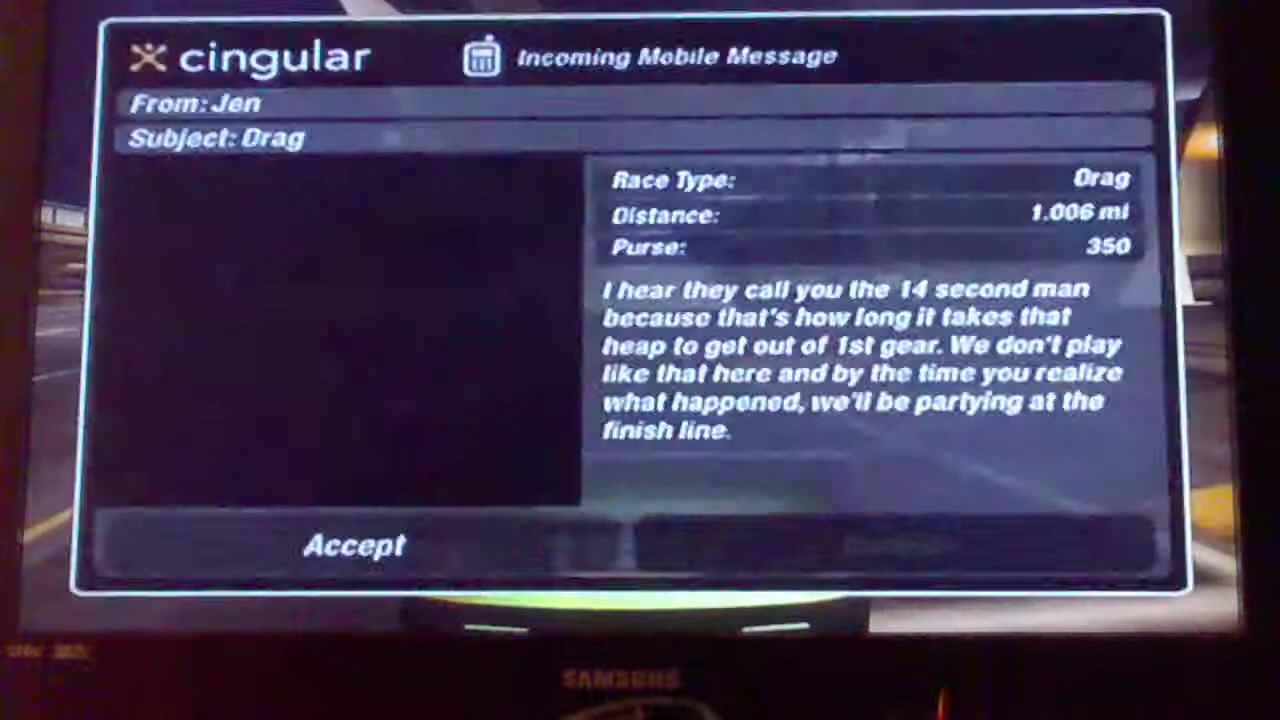 cingular
Incoming Mobile Message
From: Jen
Subject: Drag
Race Type: Drag
Distance: 1.006 mi
Purse: 350
I hear they call you the 14 second man
because that's how long it takes that
heap to get out of 1st gear. We don't play
like that here and by the time you realize
what happened, we'll be partying at the
finish line.
Accept
SAMSUNG